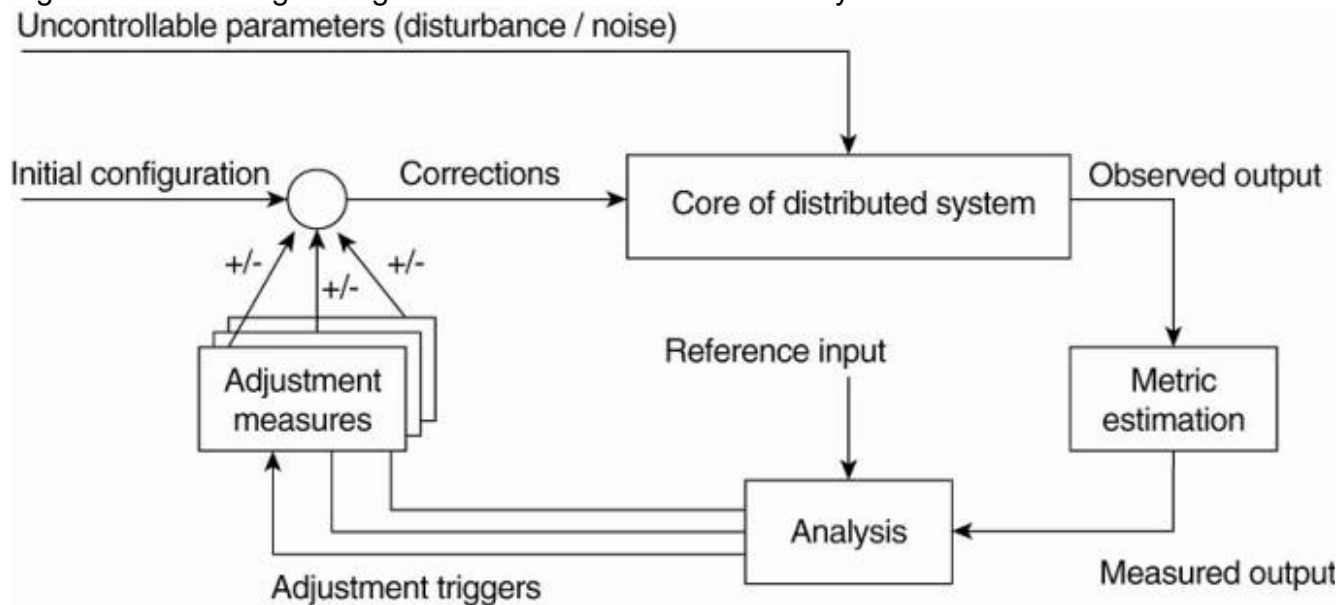 Uncontrollable parameters (disturbance / noise)
Initial configuration
Corrections
Core of distributed system
Observed output
+/-
+/-
+/-
Reference input
Adjustment
measures
Metric
estimation
Analysis
Adjustment triggers
Measured output